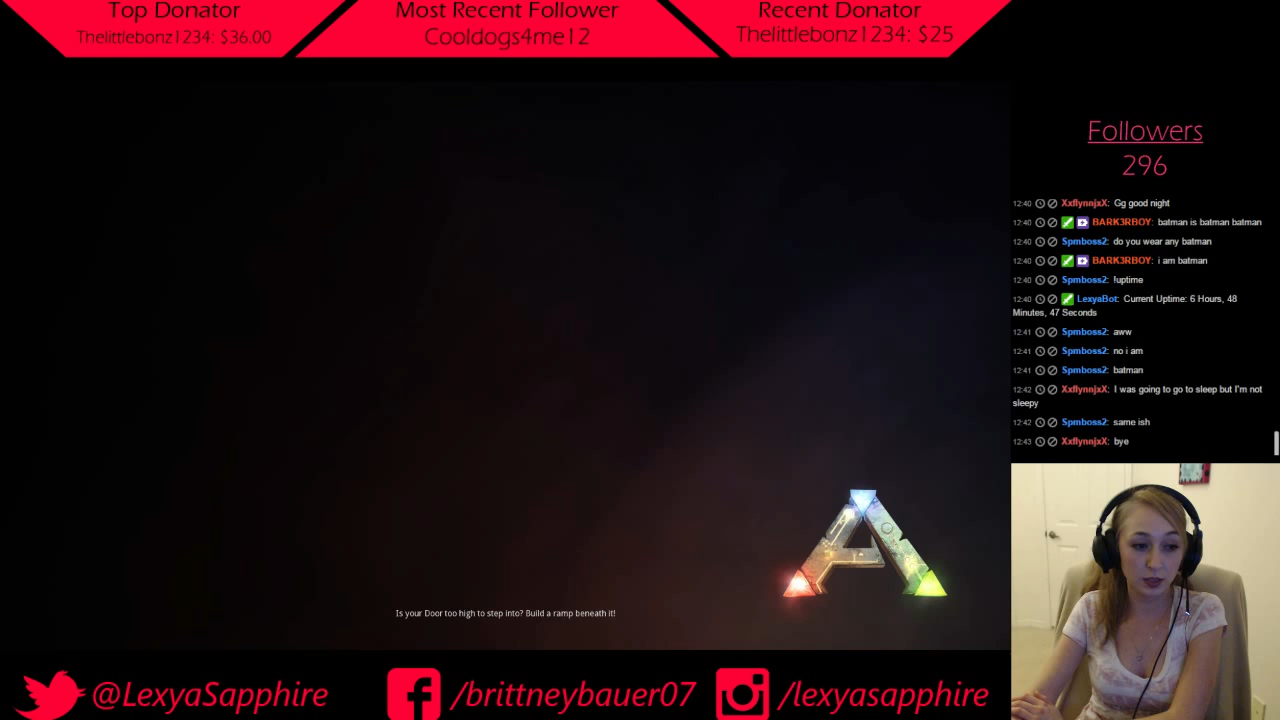 Top Donator
Thelittlebonz1234: $36.00
Most Recent Follower
Cooldogs4me12
Recent Donator
Thelittlebonz1234: $25
Followers
296
12:40 XxflynnjxX: Gg good night
12:40 BARK3RBOY: batman is batman batman
12:40 Spmboss2: do you wear any batman
12:40 BARK3RBOY: i am batman
12:40 Spmboss2: !uptime
12:40 LexyaBot: Current Uptime: 6 Hours, 48
Minutes, 47 Seconds
12:41 Spmboss2: aww
12:41 Spmboss2: no i am
12:41 Spmboss2: batman
12:42 XxflynnjxX: I was going to go to sleep but I'm not
sleepy
12:42 Spmboss2: same ish
12:43 XxflynnjxX: bye
Is your Door too high to step into? Build a ramp beneath it!
@LexyaSapphire
/brittneybauer07
/lexyasapphire